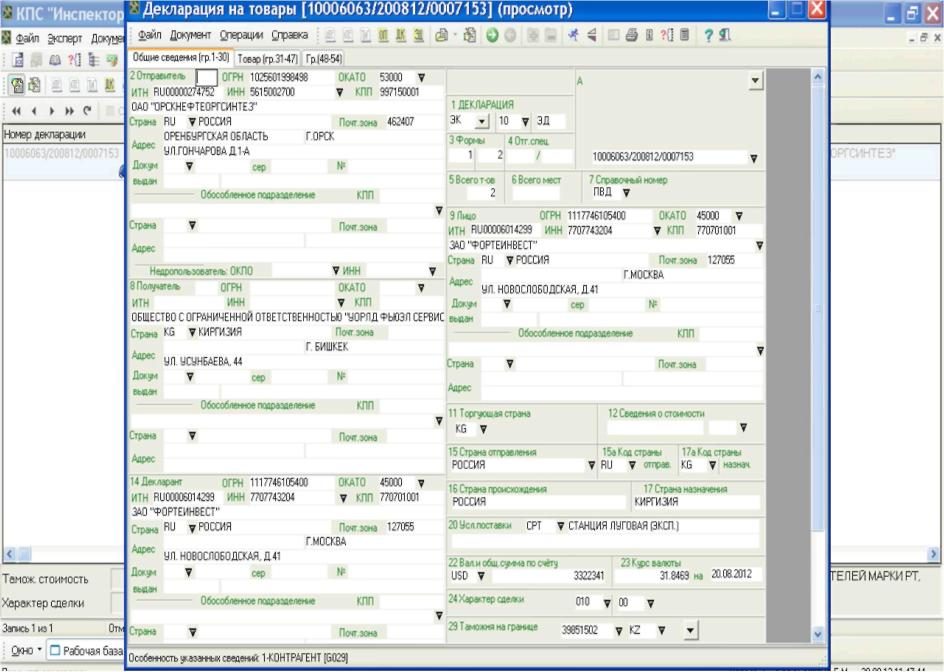 КПС "Инспектор
Декларация на товары [10006063/200812/0007153] (просмотр)
Файл Эксперт Докуме
Файл Документ Операции Справка
Общие сведения (гр.1-30) Товар (гр.31-47) Гр.(48-54)
Номер декларации
10006063/200812/0007153
ОРГСИНТЕЗ"
2 Отправитель ОГРН 1025601998498 ОКАТО 53000
ИТН RU00000274752 ИНН 5615002700 КПП 997150001
ОАО "ОРСКНЕФТЕОРГСИНТЕЗ"
Страна RU РОССИЯ Почт.зона 462407
ОРЕНБУРГСКАЯ ОБЛАСТЬ Г.ОРСК
Адрес
УЛ.ГОНЧАРОВА Д.1-А
Докум сер №
выдан
Обособленное подразделение КПП
Страна Почт.зона
Адрес
Недропользователь: ОКПО ИНН
8 Получатель ОГРН ОКАТО
ИТН ИНН КПП
ОБЩЕСТВО С ОГРАНИЧЕННОЙ ОТВЕТСТВЕННОСТЬЮ "УОРЛД ФЬЮЭЛ СЕРВИС
Страна KG КИРГИЗИЯ Почт.зона
Г. БИШКЕК
Адрес
УЛ. УСУНБАЕВА, 44
Докум сер №
выдан
Обособленное подразделение КПП
Страна Почт.зона
Адрес
14 Декларант ОГРН 1117746105400 ОКАТО 45000
ИТН RU00006014299 ИНН 7707743204 КПП 770701001
ЗАО "ФОРТЕИНВЕСТ"
Страна RU РОССИЯ Почт.зона 127055
Г.МОСКВА
Адрес
УЛ. НОВОСЛОБОДСКАЯ, Д.41
Докум сер №
выдан
Обособленное подразделение КПП
Страна Почт.зона
A
1 ДЕКЛАРАЦИЯ
ЭК 10 ЭД
3 Формы 4 Отг.спец.
1 2 /
10006063/200812/0007153
5 Всего т-ов 6 Всего мест 7 Справочный номер
2 ПВД
9 Лицо ОГРН 1117746105400 ОКАТО 45000
ИТН RU00006014299 ИНН 7707743204 КПП 770701001
ЗАО "ФОРТЕИНВЕСТ"
Страна RU РОССИЯ Почт.зона 127055
Г.МОСКВА
Адрес
УЛ. НОВОСЛОБОДСКАЯ, Д.41
Докум сер №
выдан
Обособленное подразделение КПП
Страна Почт.зона
Адрес
11 Торгующая страна 12 Сведения о стоимости
KG
15 Страна отправления 15а Код страны 17а Код страны
РОССИЯ RU отправ. KG назнач.
16 Страна происхождения 17 Страна назначения
РОССИЯ КИРГИЗИЯ
20 Усл.поставки CPT СТАНЦИЯ ЛУГОВАЯ (ЭКСП.)
22 Вал.и общ.сумма по счёту 23 Курс валюты
USD 3322341 31.8469 на 20.08.2012
24 Характер сделки 010 00
29 Таможня на границе 39851502 KZ
Тамож. стоимость
ТЕЛЕЙ МАРКИ РТ,
Характер сделки
Запись 1 из 1 Отм
Окно Рабочая база
Особенность указанных сведений: 1-КОНТРАГЕНТ [G029]